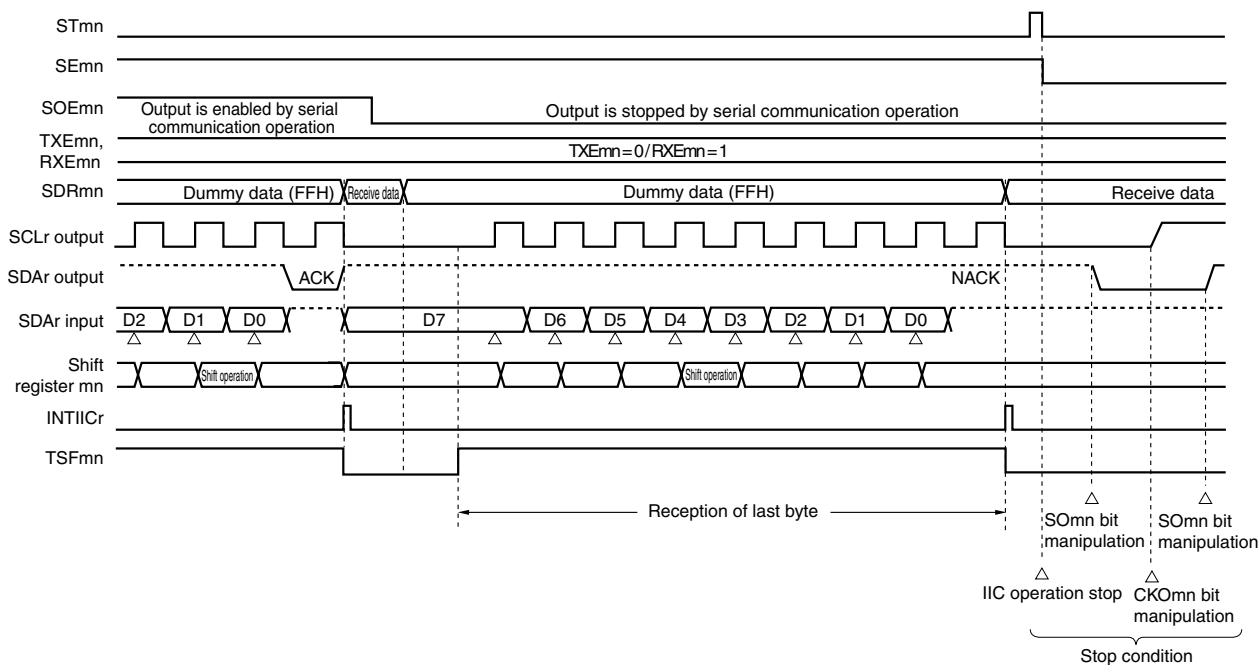 STmn
SEmn
SOEmn
Output is enabled by serial
communication operation
Output is stopped by serial communication operation
TXEmn,
RXEmn
TXEmn=0/RXEmn=1
SDRmn
Dummy data (FFH)
Receive data
Dummy data (FFH)
Receive data
SCLr output
SDAr output
ACK
NACK
SDAr input
D2 D1 D0 D7 D6 D5 D4 D3 D2 D1 D0
Shift
register mn
Shift operation
Shift operation
INTIICr
TSFmn
Reception of last byte
SOmn bit
manipulation
SOmn bit
manipulation
IIC operation stop
CKOmn bit
manipulation
Stop condition